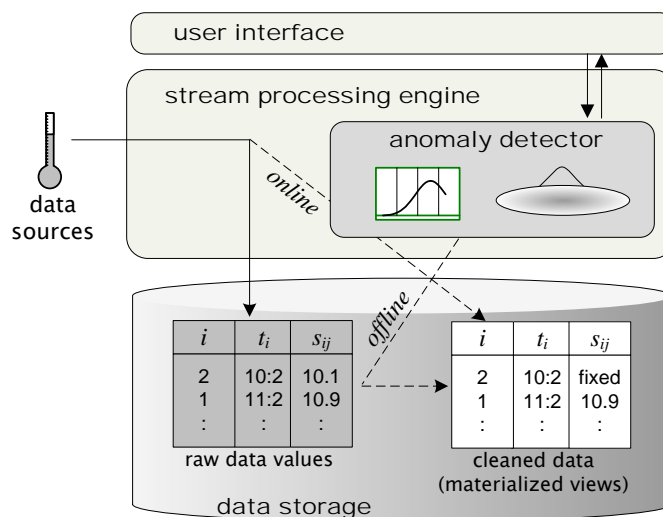 user interface
stream processing engine
anomaly detector
data
sources
online
offline
i t_i s_ij
2 10:2 10.1
1 11:2 10.9
: : :
raw data values
i t_i s_ij
2 10:2 fixed
1 11:2 10.9
: : :
cleaned data
(materialized views)
data storage